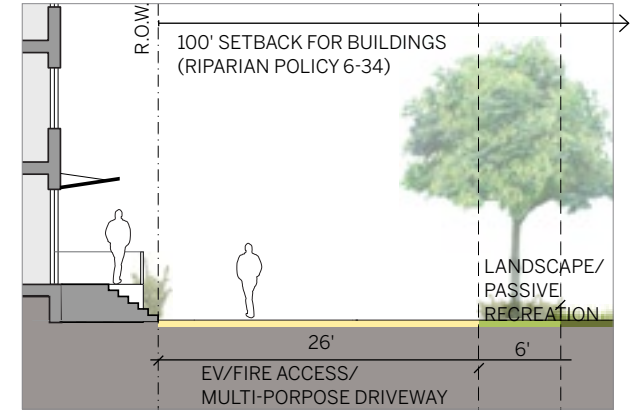 R.O.W.
100' SETBACK FOR BUILDINGS
(RIPARIAN POLICY 6-34)
LANDSCAPE/
PASSIVE
RECREATION
26'
6'
EV/FIRE ACCESS/
MULTI-PORPOSE DRIVEWAY